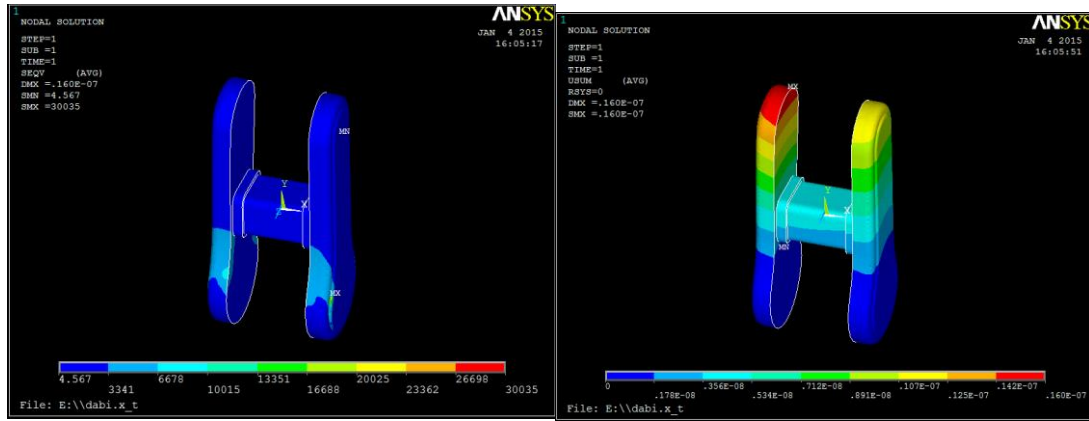 1
NODAL SOLUTION
STEP=1
SUB =1
TIME=1
SEQV (AVG)
DMX =.160E-07
SMN =4.567
SMX =30035
ANSYS
JAN 4 2015
16:05:17
MN
Y
X
MX
4.567 6678 13351 20025 26698
3341 10015 16688 23362 30035
File: E:\\dabi.x_t
1
NODAL SOLUTION
STEP=1
SUB =1
TIME=1
USUM (AVG)
RSYS=0
DMX =.160E-07
SMX =.160E-07
ANSYS
JAN 4 2015
16:05:51
MX
Y
X
MN
0 .356E-08 .712E-08 .107E-07 .142E-07
.178E-08 .534E-08 .891E-08 .125E-07 .160E-07
File: E:\\dabi.x_t